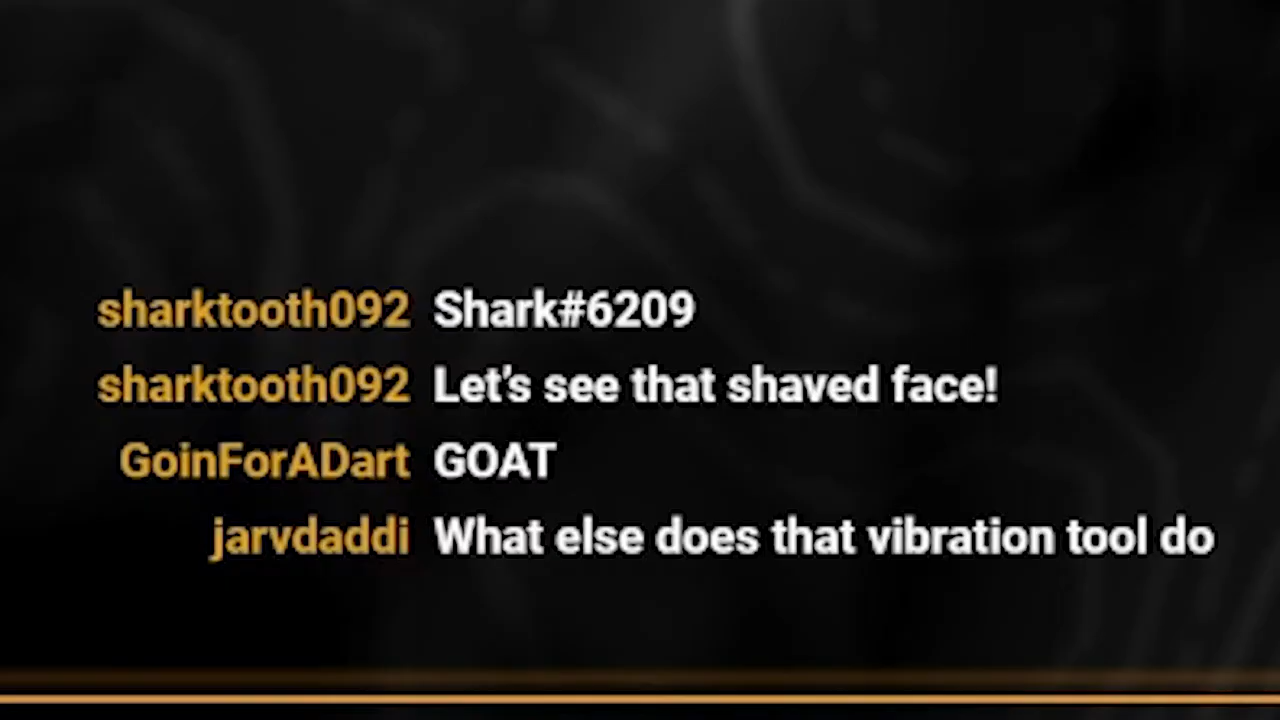 sharktooth092 Shark#6209
sharktooth092 Let's see that shaved face!
GoinForADart GOAT
jarvdaddi What else does that vibration tool do